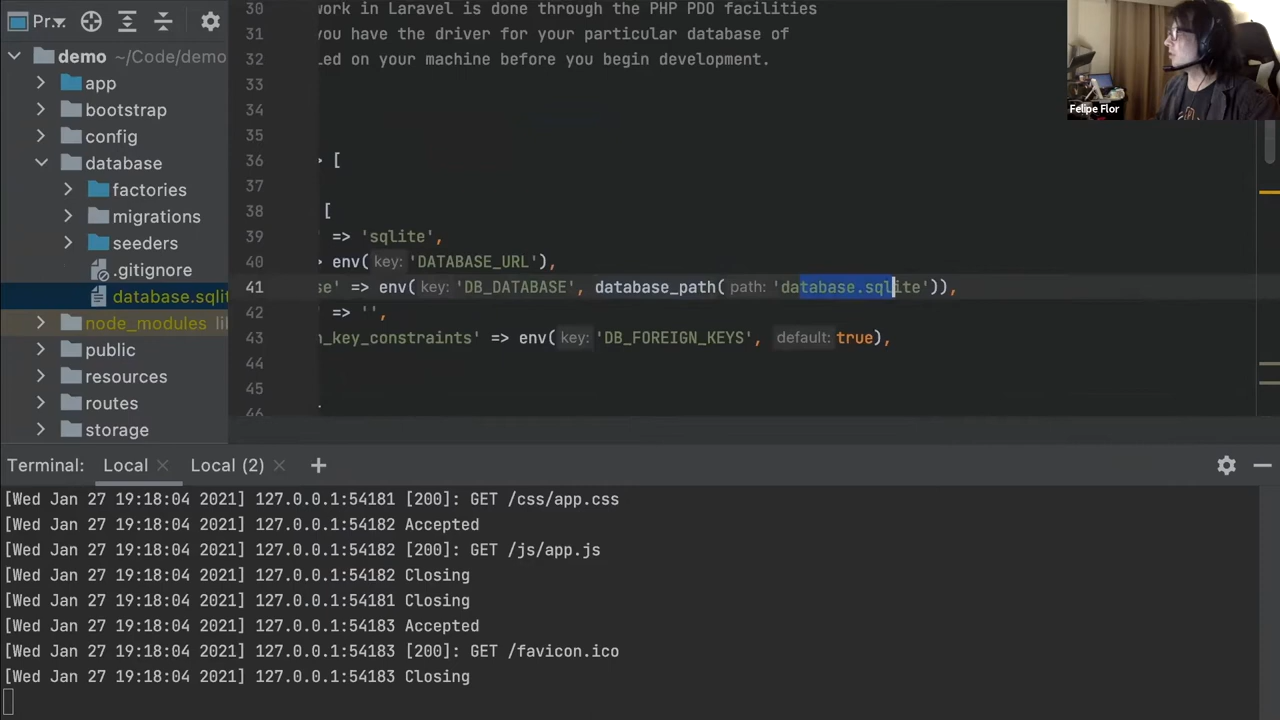 Pr...
demo ~/Code/demo
app
bootstrap
config
database
factories
migrations
seeders
.gitignore
database.sqlit
node_modules lib
public
resources
routes
storage
30 work in Laravel is done through the PHP PDO facilities
31 you have the driver for your particular database of
32 led on your machine before you begin development.
33
34
35
36 > [
37
38 [
39 ' => 'sqlite',
40 > env( key: 'DATABASE_URL'),
41 se' => env( key: 'DB_DATABASE', database_path( path: 'database.sqlite')),
42 ' => '',
43 n_key_constraints' => env( key: 'DB_FOREIGN_KEYS', default: true),
44
45
46
Felipe Flor
Terminal: Local × Local (2) × +
[Wed Jan 27 19:18:04 2021] 127.0.0.1:54181 [200]: GET /css/app.css
[Wed Jan 27 19:18:04 2021] 127.0.0.1:54182 Accepted
[Wed Jan 27 19:18:04 2021] 127.0.0.1:54182 [200]: GET /js/app.js
[Wed Jan 27 19:18:04 2021] 127.0.0.1:54182 Closing
[Wed Jan 27 19:18:04 2021] 127.0.0.1:54181 Closing
[Wed Jan 27 19:18:04 2021] 127.0.0.1:54183 Accepted
[Wed Jan 27 19:18:04 2021] 127.0.0.1:54183 [200]: GET /favicon.ico
[Wed Jan 27 19:18:04 2021] 127.0.0.1:54183 Closing